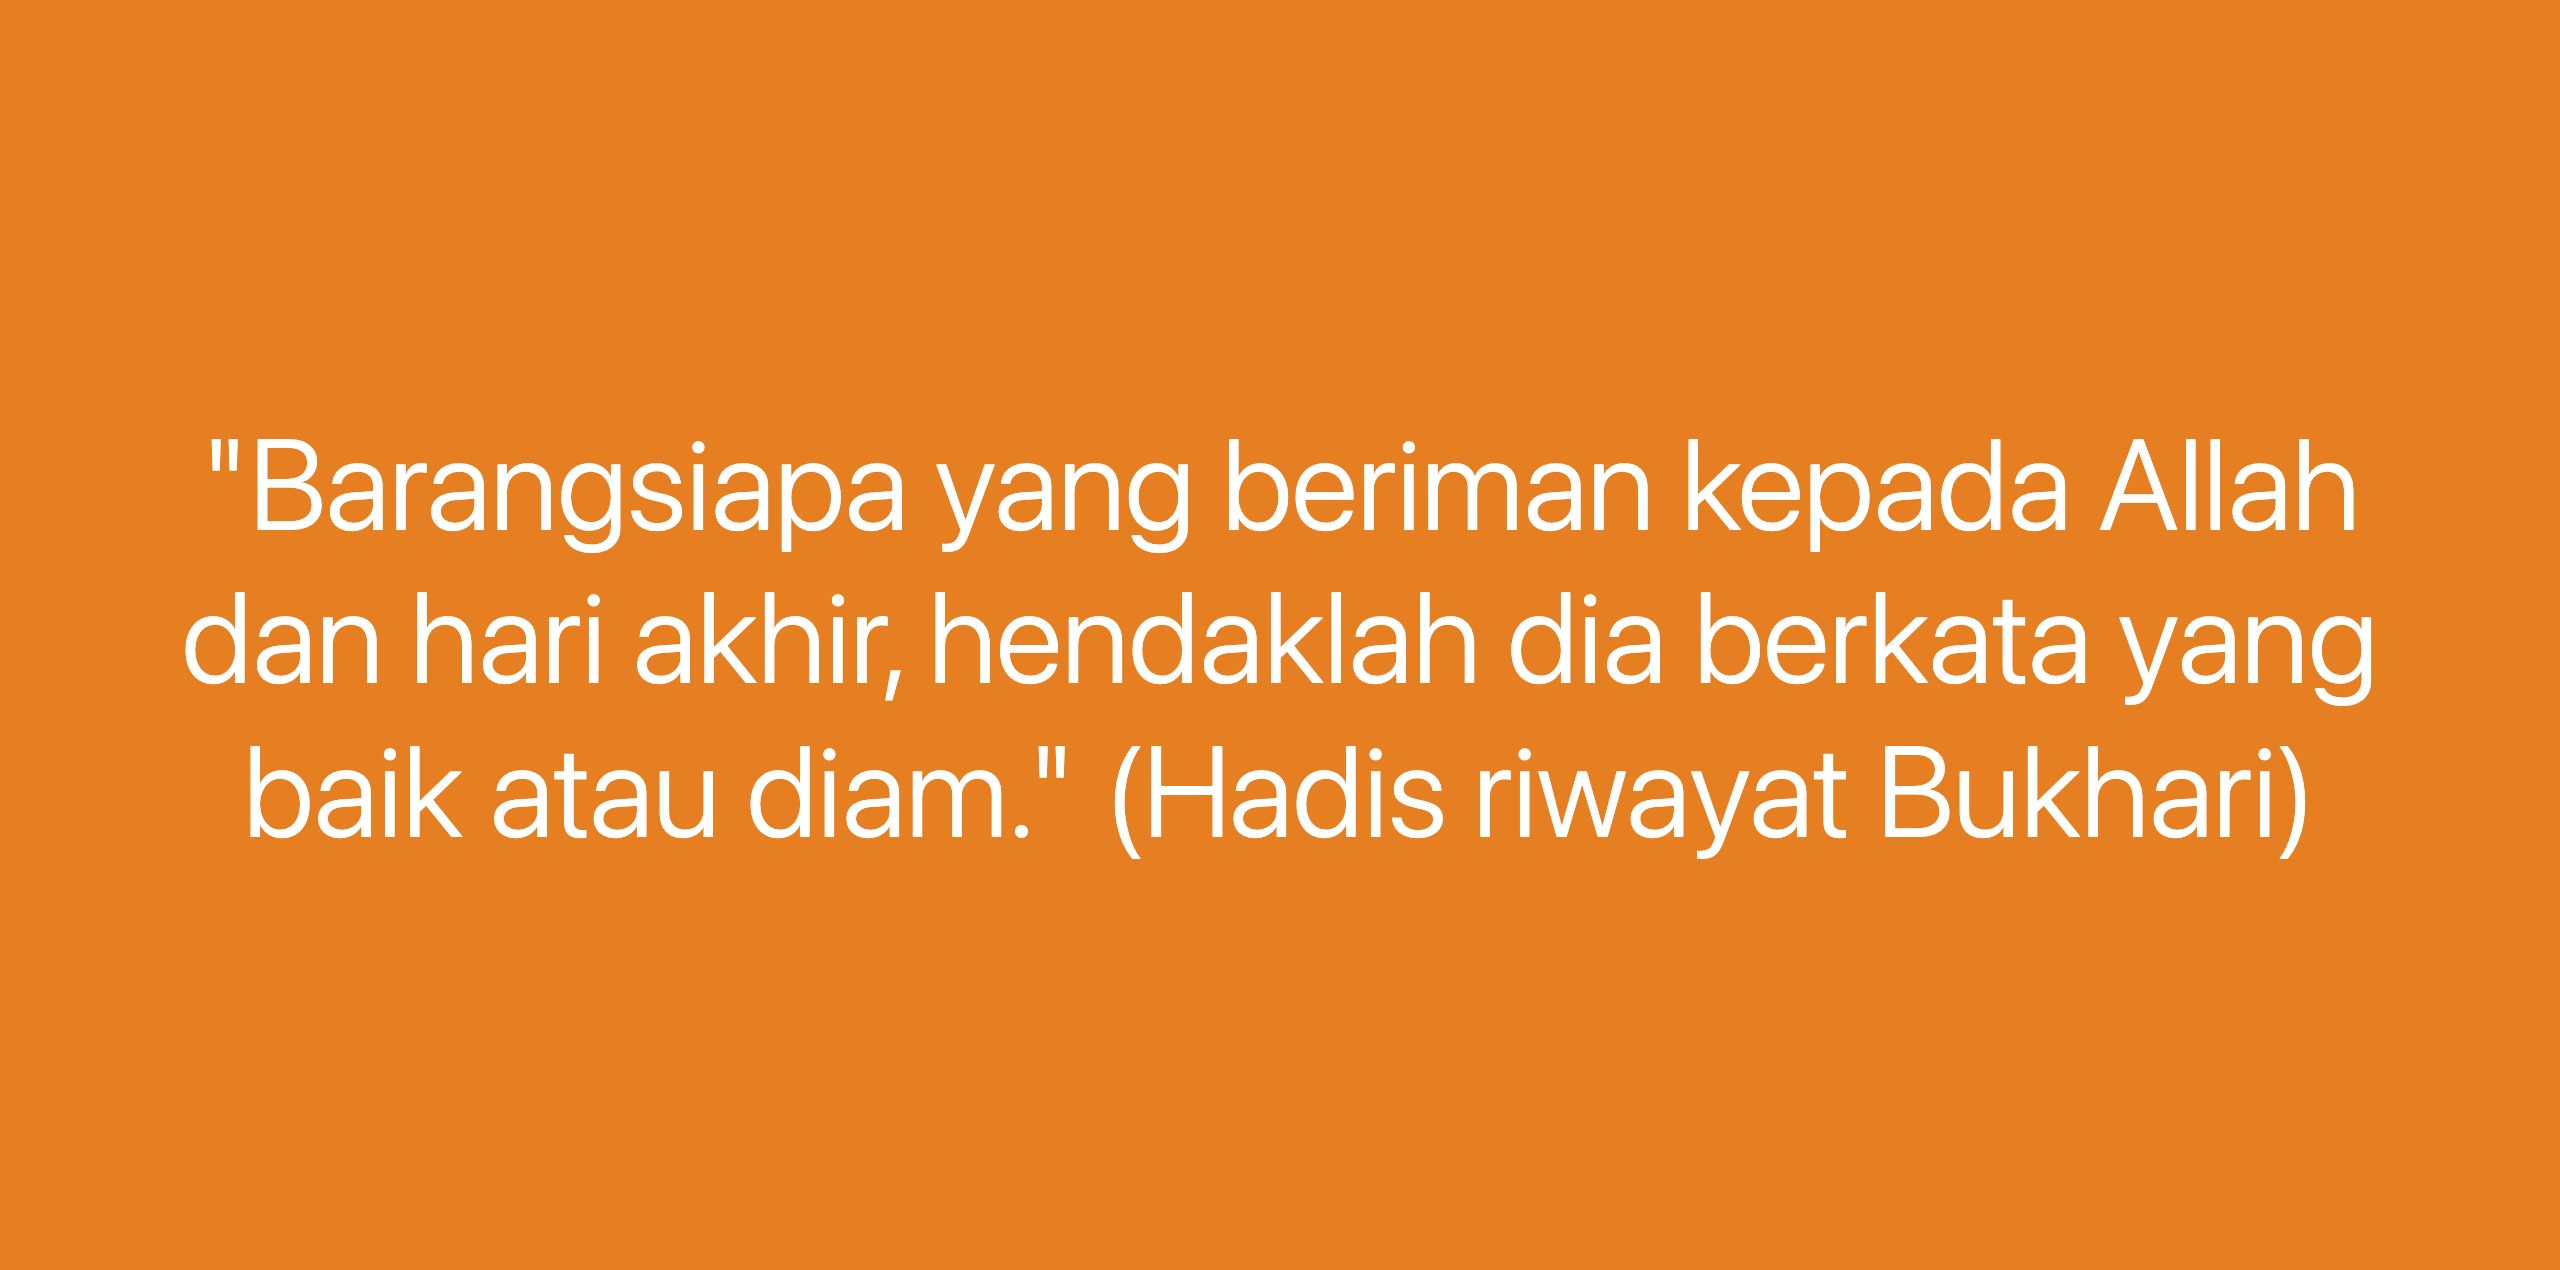 "Barangsiapa yang beriman kepada Allah
dan hari akhir, hendaklah dia berkata yang
baik atau diam." (Hadis riwayat Bukhari)